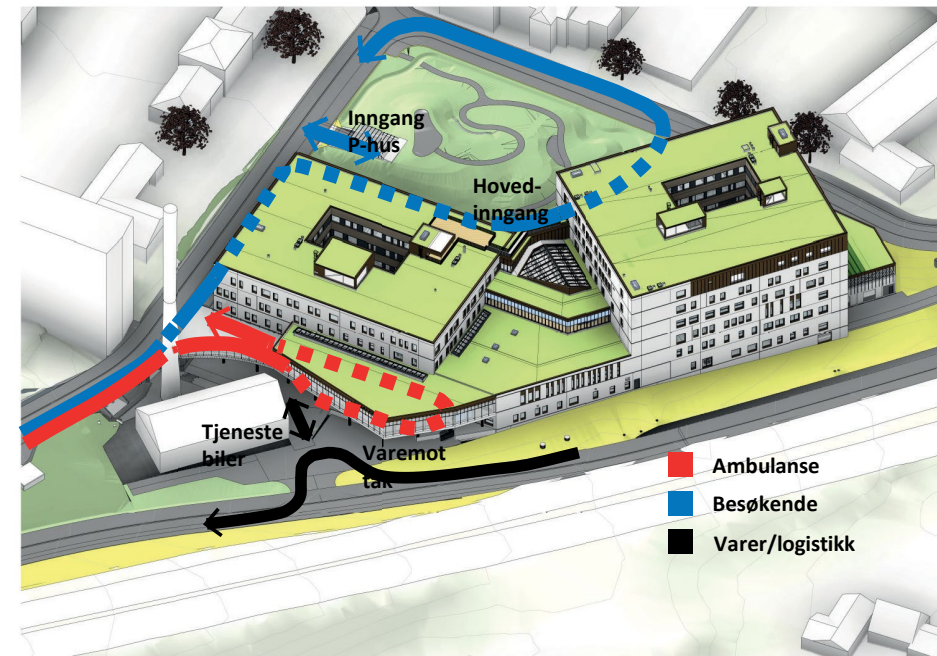 Inngang
P-hus
Hoved-
inngang
Tjeneste
biler
Varemot
tak
Ambulanse
Besøkende
Varer/logistikk